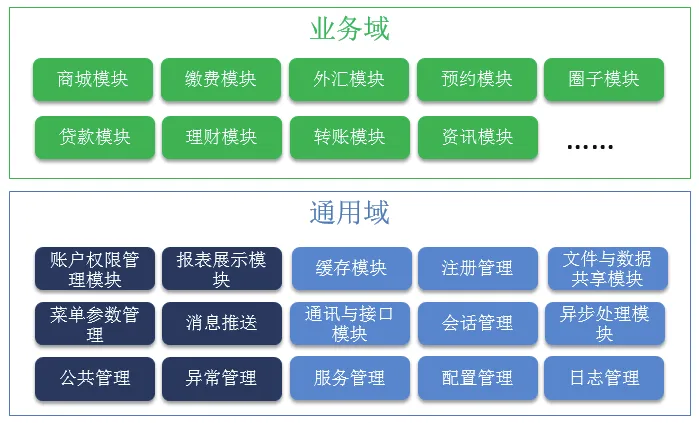 业务域
商城模块
缴费模块
外汇模块
预约模块
圈子模块
贷款模块
理财模块
转账模块
资讯模块
……
通用域
账户权限管
理模块
报表展示模
块
缓存模块
注册管理
文件与数据
共享模块
菜单参数管
理
消息推送
通讯与接口
模块
会话管理
异步处理模
块
公共管理
异常管理
服务管理
配置管理
日志管理